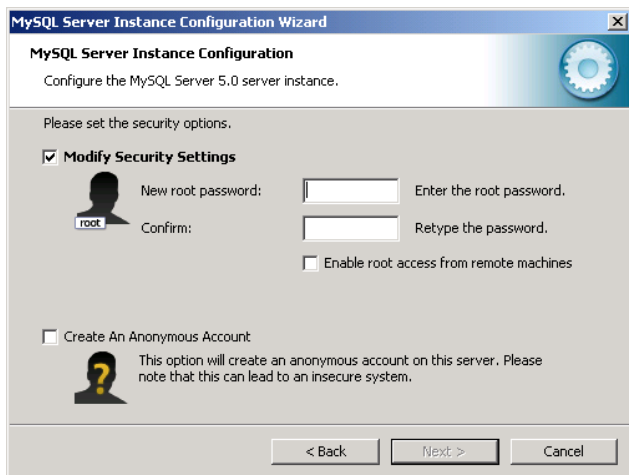 MySQL Server Instance Configuration Wizard
MySQL Server Instance Configuration
Configure the MySQL Server 5.0 server instance.
Please set the security options.
Modify Security Settings
New root password: Enter the root password.
root
Confirm: Retype the password.
Enable root access from remote machines
Create An Anonymous Account
This option will create an anonymous account on this server. Please
note that this can lead to an insecure system.
< Back Next > Cancel